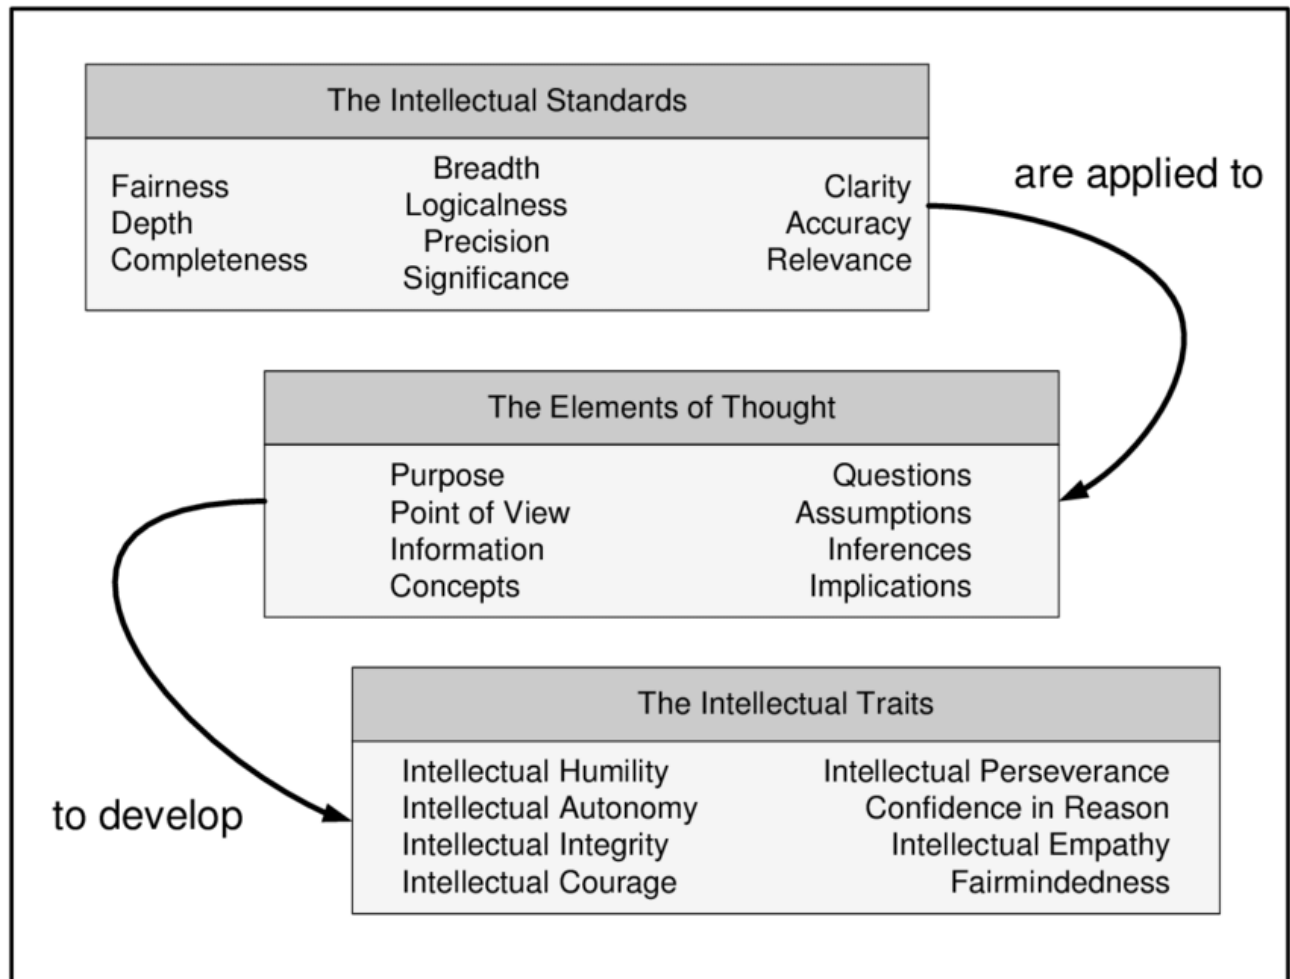 The Intellectual Standards
Fairness
Depth
Completeness
Breadth
Logicalness
Precision
Significance
Clarity
Accuracy
Relevance
are applied to
The Elements of Thought
Purpose
Point of View
Information
Concepts
Questions
Assumptions
Inferences
Implications
to develop
The Intellectual Traits
Intellectual Humility
Intellectual Autonomy
Intellectual Integrity
Intellectual Courage
Intellectual Perseverance
Confidence in Reason
Intellectual Empathy
Fairmindedness